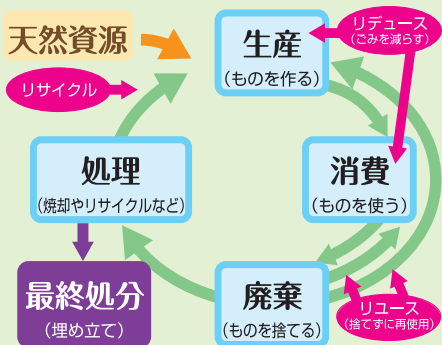 天然資源
生産
(ものを作る)
リデュース
(ごみを減らす)
リサイクル
処理
(焼却やリサイクルなど)
消費
(ものを使う)
最終処分
(埋め立て)
廃棄
(ものを捨てる)
リユース
(捨てずに再使用)